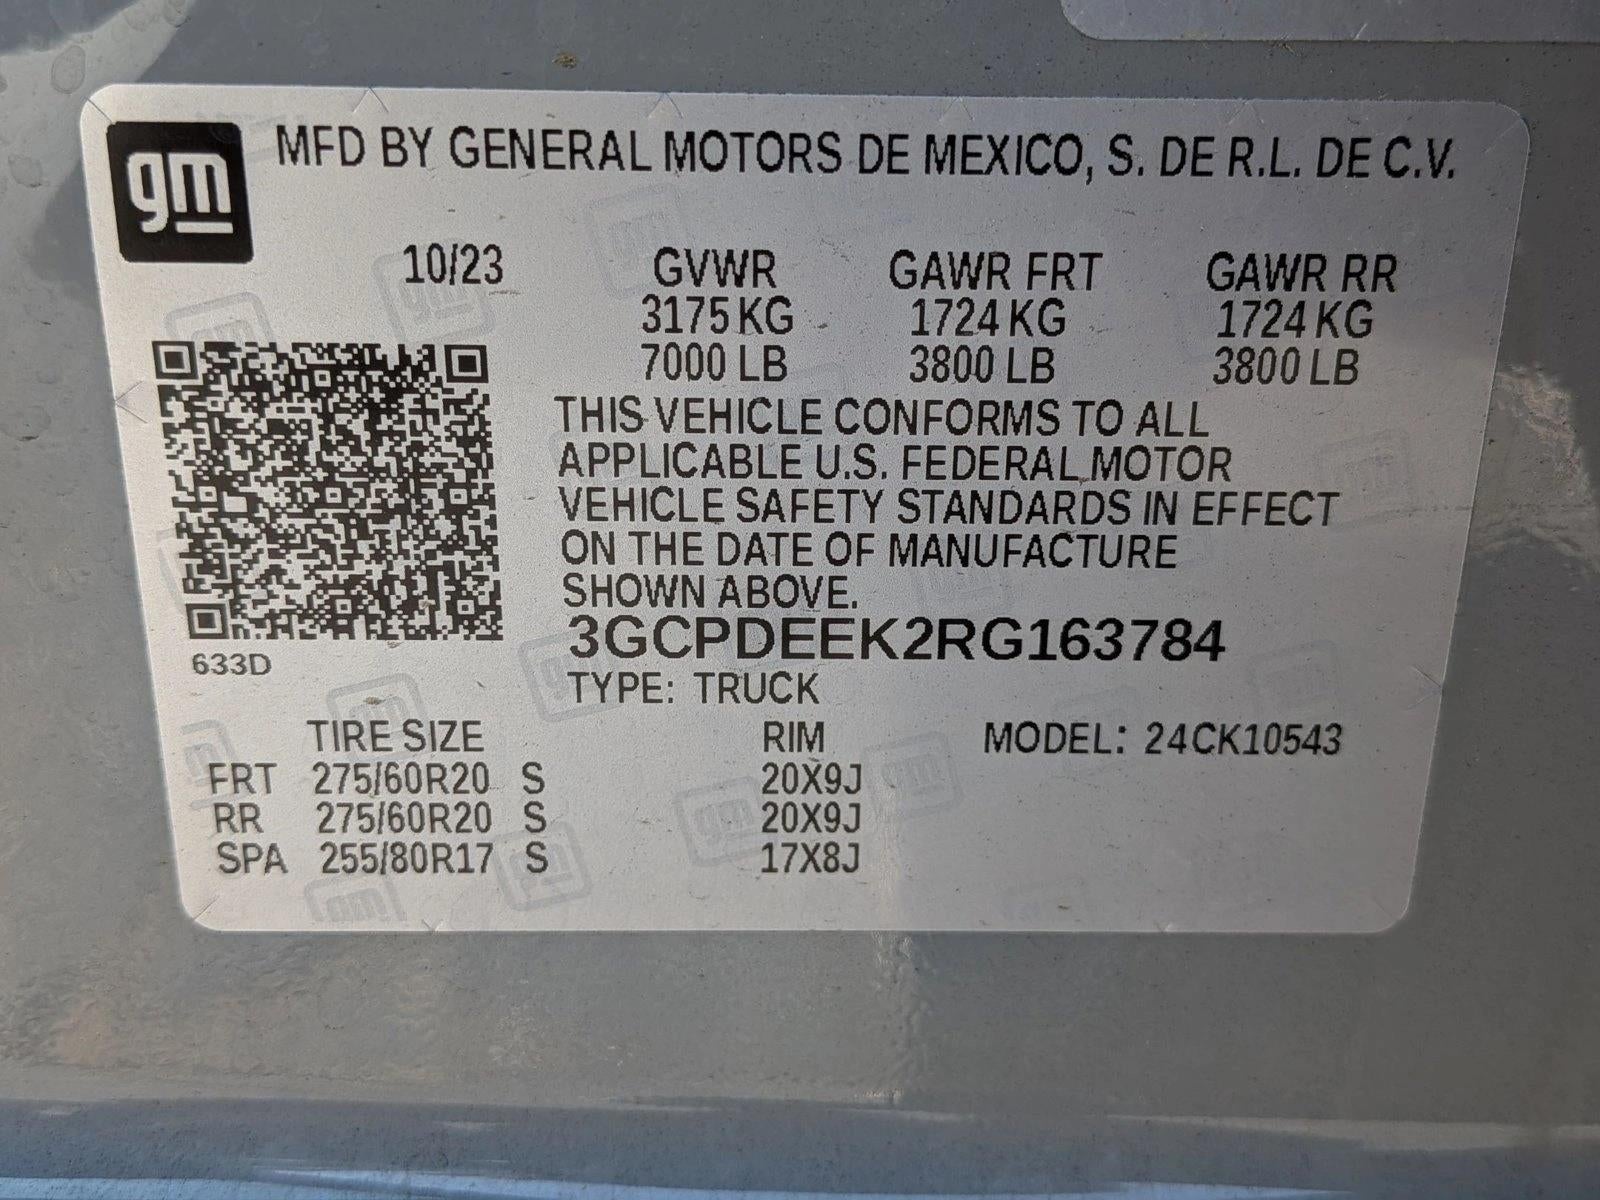 gm MFD BY GENERAL MOTORS DE MEXICO, S. DE R.L. DE C.V.
10/23 GVWR GAWR FRT GAWR RR
3175 KG 1724 KG 1724 KG
7000 LB 3800 LB 3800 LB
THIS VEHICLE CONFORMS TO ALL
APPLICABLE U.S. FEDERAL MOTOR
VEHICLE SAFETY STANDARDS IN EFFECT
ON THE DATE OF MANUFACTURE
SHOWN ABOVE.
3GCPDEEK2RG163784
633D
TYPE: TRUCK
TIRE SIZE RIM MODEL: 24CK10543
FRT 275/60R20 S 20X9J
RR 275/60R20 S 20X9J
SPA 255/80R17 S 17X8J